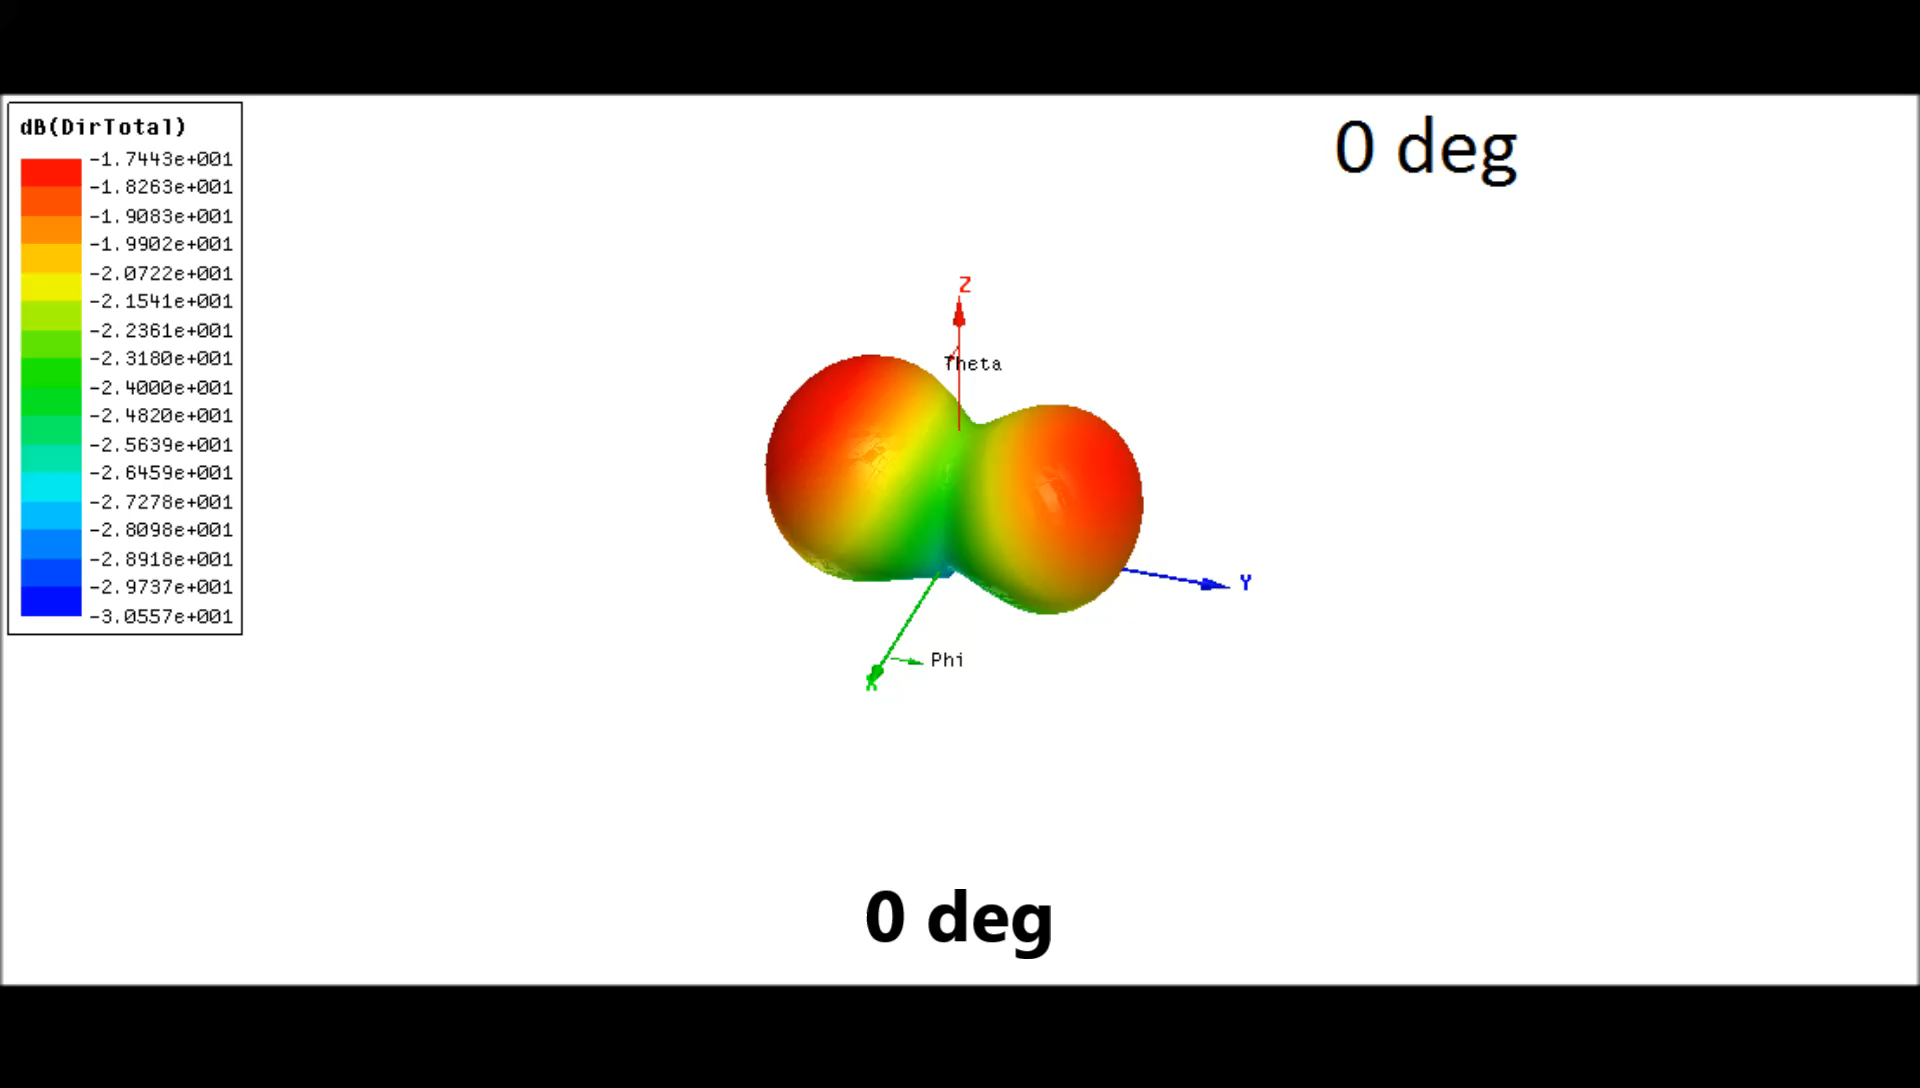 dB(DirTotal)
-1.7443e+001
-1.8263e+001
-1.9083e+001
-1.9902e+001
-2.0722e+001
-2.1541e+001
-2.2361e+001
-2.3180e+001
-2.4000e+001
-2.4820e+001
-2.5639e+001
-2.6459e+001
-2.7278e+001
-2.8098e+001
-2.8918e+001
-2.9737e+001
-3.0557e+001
0 deg
Z
Theta
Y
Phi
X
0 deg